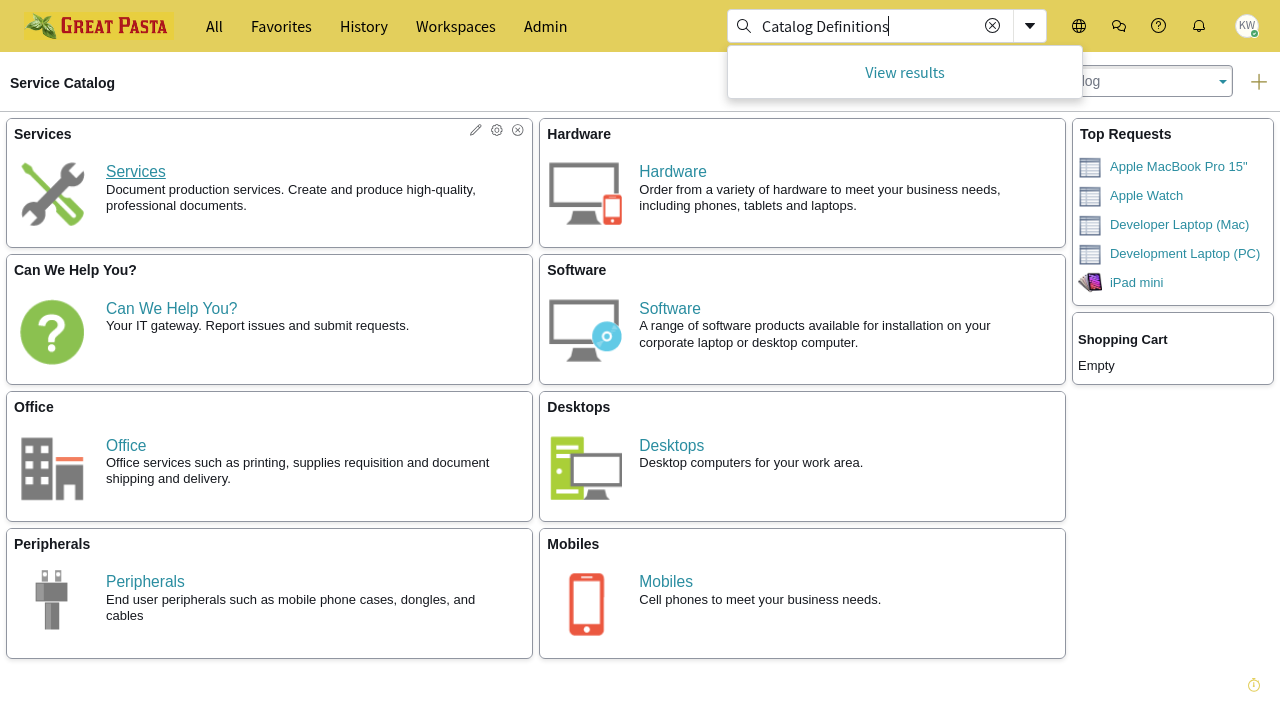 GREAT PASTA
All
Favorites
History
Workspaces
Admin
Catalog Definitions
KW
View results
Service Catalog
log
Services
Services
Document production services. Create and produce high-quality,
professional documents.
Hardware
Hardware
Order from a variety of hardware to meet your business needs,
including phones, tablets and laptops.
Can We Help You?
Can We Help You?
Your IT gateway. Report issues and submit requests.
Software
Software
A range of software products available for installation on your
corporate laptop or desktop computer.
Office
Office
Office services such as printing, supplies requisition and document
shipping and delivery.
Desktops
Desktops
Desktop computers for your work area.
Peripherals
Peripherals
End user peripherals such as mobile phone cases, dongles, and
cables
Mobiles
Mobiles
Cell phones to meet your business needs.
Top Requests
Apple MacBook Pro 15"
Apple Watch
Developer Laptop (Mac)
Development Laptop (PC)
iPad mini
Shopping Cart
Empty